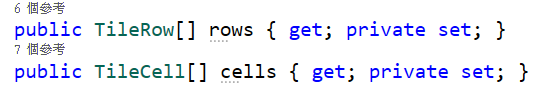 6 個參考
public TileRow[] rows { get; private set; }
7 個參考
public TileCell[] cells { get; private set; }